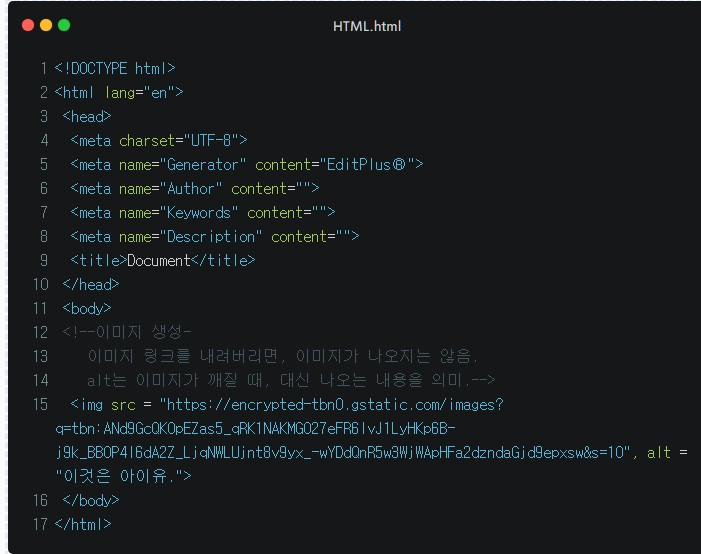 HTML.html
1 <!DOCTYPE html>
2 <html lang="en">
3 <head>
4 <meta charset="UTF-8">
5 <meta name="Generator" content="EditPlus®">
6 <meta name="Author" content="">
7 <meta name="Keywords" content="">
8 <meta name="Description" content="">
9 <title>Document</title>
10 </head>
11 <body>
12 <!--이미지 생성-
13 이미지 링크를 내려버리면, 이미지가 나오지는 않음.
14 alt는 이미지가 깨질 때, 대신 나오는 내용을 의미.-->
15 <img src = "https://encrypted-tbn0.gstatic.com/images?
q=tbn:ANd9GcQKOpEZas5_qRK1NAKMGO27eFR6IvJ1LyHKp6B-
j9k_BBOP4I6dA2Z_LjqNWLUjnt8v9yx_-wYDdQnR5w3WjWApHFa2dzndaGjd9epxsw&s=10", alt =
"이것은 아이유.">
16 </body>
17 </html>